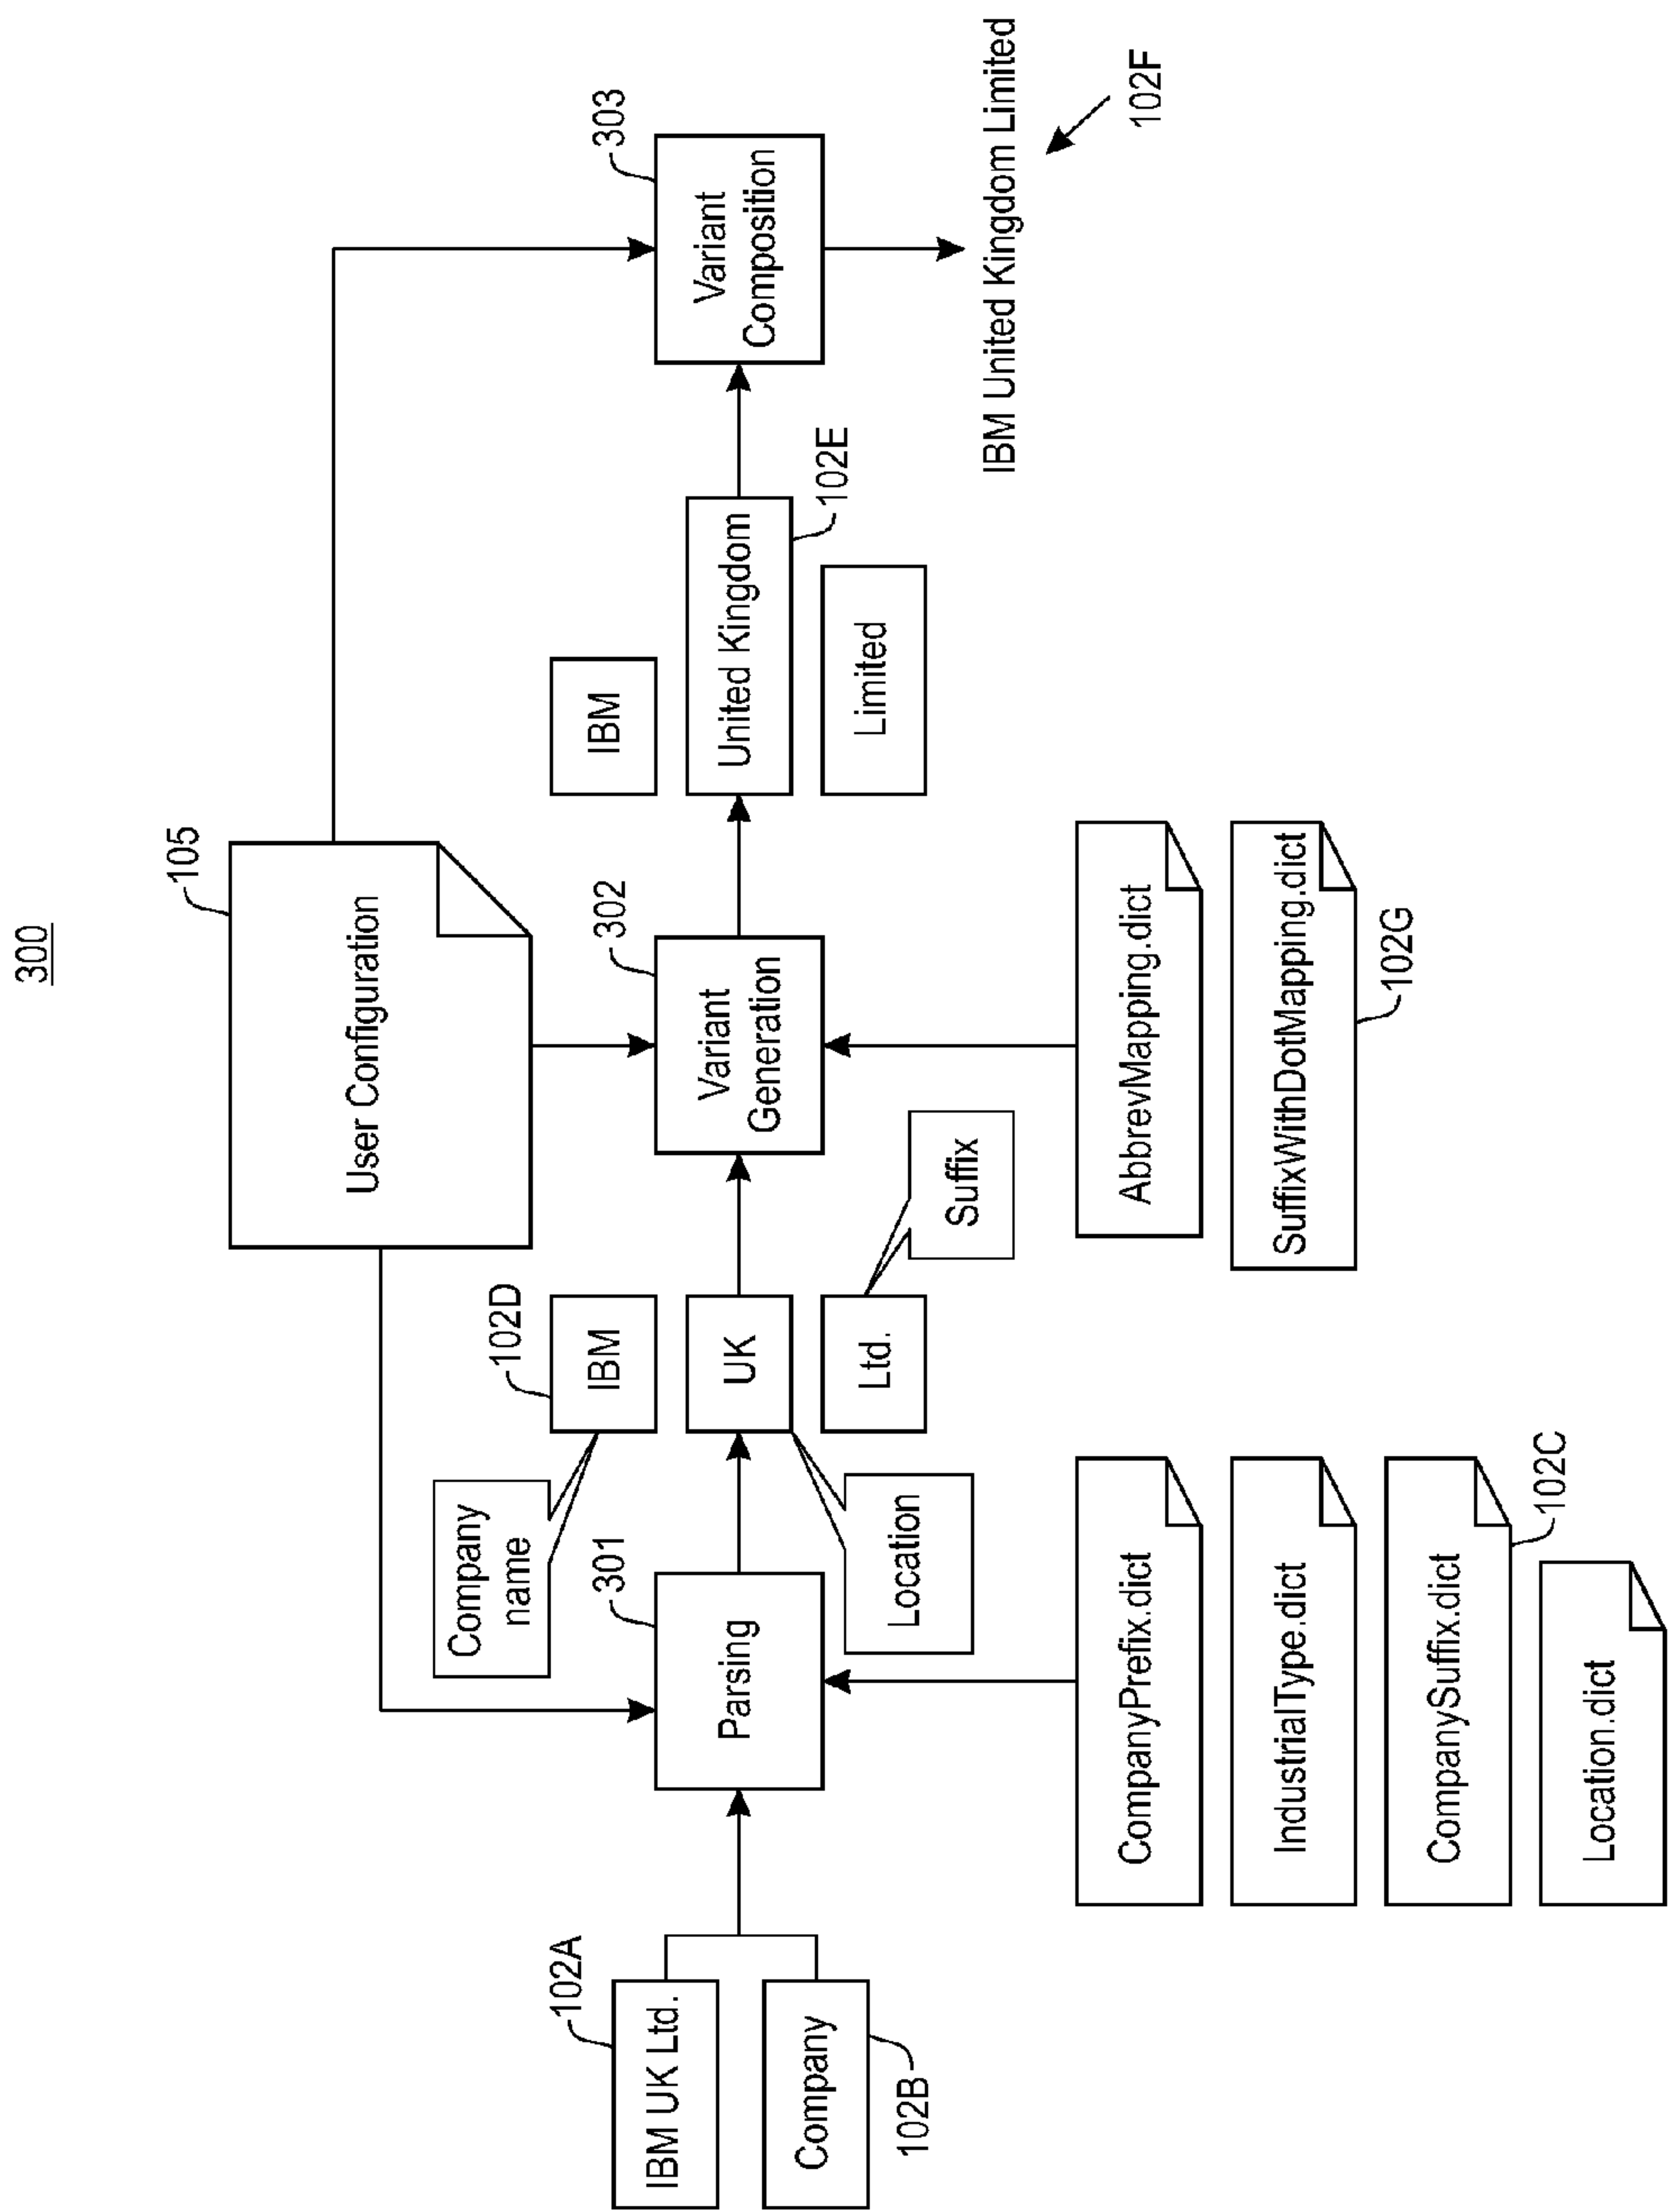 300
User Configuration
105
IBM UK Ltd.
102A
Company
102B
Parsing
301
Company
name
IBM
102D
UK
Location
Ltd.
Suffix
Variant
Generation
302
IBM
United Kingdom
102E
Limited
Variant
Composition
303
IBM United Kingdom Limited
102F
CompanyPrefix.dict
IndustrialType.dict
CompanySuffix.dict
102C
Location.dict
AbbrevMapping.dict
SuffixWithDotMapping.dict
102G